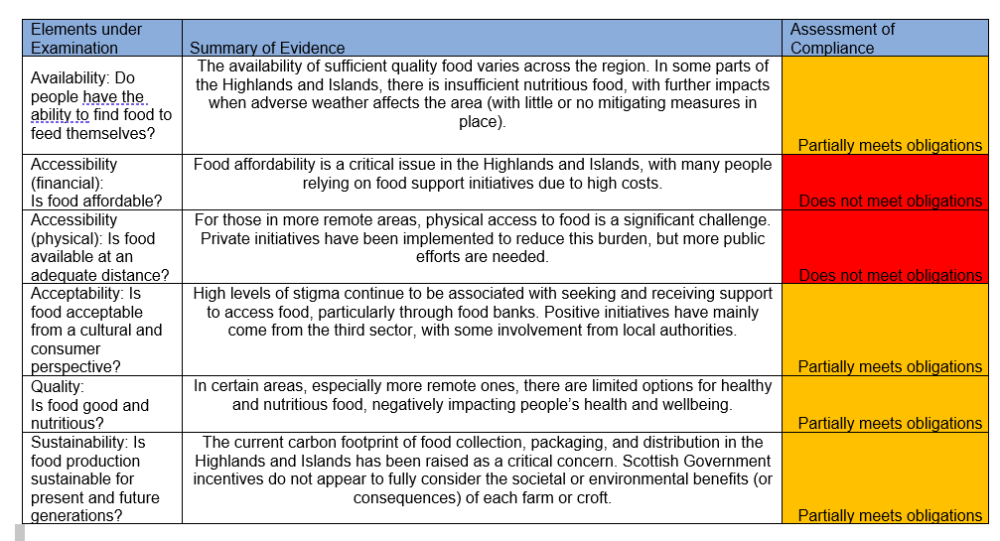 Elements under
Examination
Summary of Evidence
Assessment of
Compliance
Availability: Do
people have the
ability to find food to
feed themselves?
The availability of sufficient quality food varies across the region. In some parts of
the Highlands and Islands, there is insufficient nutritious food, with further impacts
when adverse weather affects the area (with little or no mitigating measures in
place).
Partially meets obligations
Accessibility
(financial):
Is food affordable?
Food affordability is a critical issue in the Highlands and Islands, with many people
relying on food support initiatives due to high costs.
Does not meet obligations
Accessibility
(physical): Is food
available at an
adequate distance?
For those in more remote areas, physical access to food is a significant challenge.
Private initiatives have been implemented to reduce this burden, but more public
efforts are needed.
Does not meet obligations
Acceptability: Is
food acceptable
from a cultural and
consumer
perspective?
High levels of stigma continue to be associated with seeking and receiving support
to access food, particularly through food banks. Positive initiatives have mainly
come from the third sector, with some involvement from local authorities.
Partially meets obligations
Quality:
Is food good and
nutritious?
In certain areas, especially more remote ones, there are limited options for healthy
and nutritious food, negatively impacting people’s health and wellbeing.
Partially meets obligations
Sustainability: Is
food production
sustainable for
present and future
generations?
The current carbon footprint of food collection, packaging, and distribution in the
Highlands and Islands has been raised as a critical concern. Scottish Government
incentives do not appear to fully consider the societal or environmental benefits (or
consequences) of each farm or croft.
Partially meets obligations